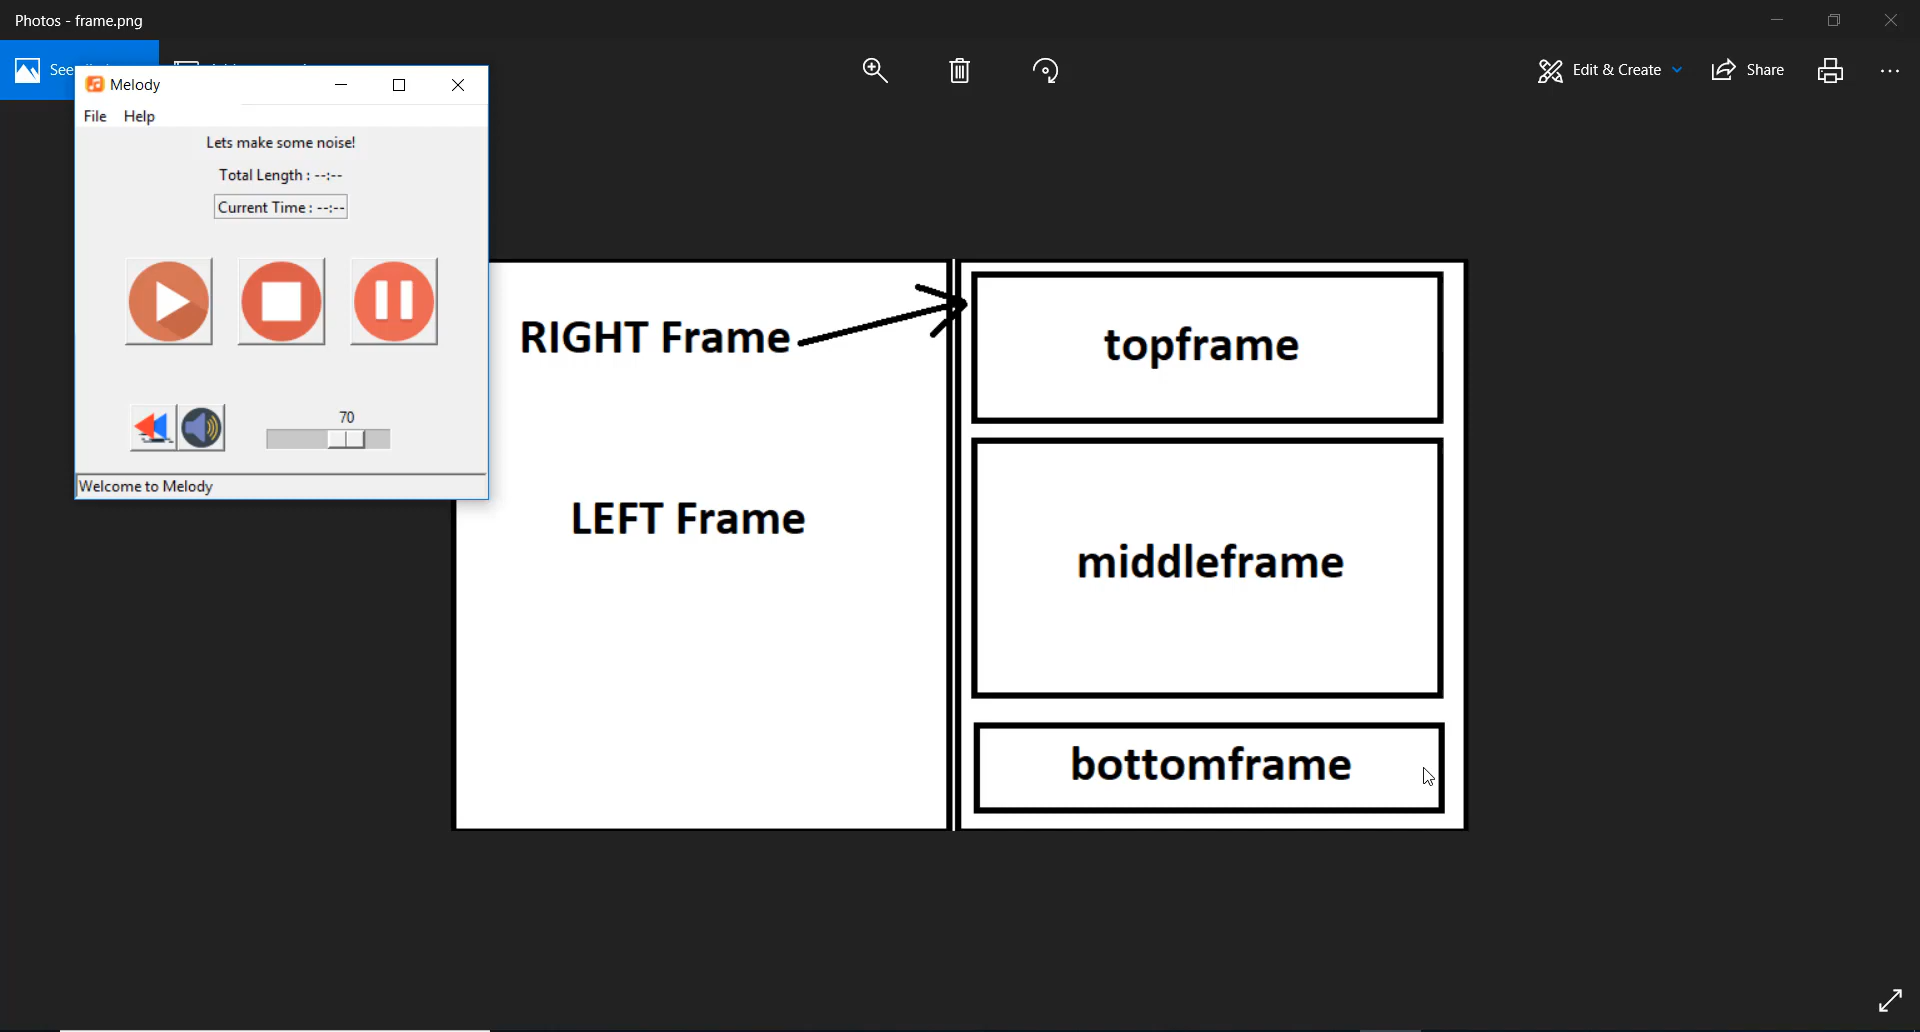 Photos - frame.png
See
Edit & Create
Share
Melody
File Help
Lets make some noise!
Total Length : --:--
Current Time : --:--
70
Welcome to Melody
RIGHT Frame
LEFT Frame
topframe
middleframe
bottomframe